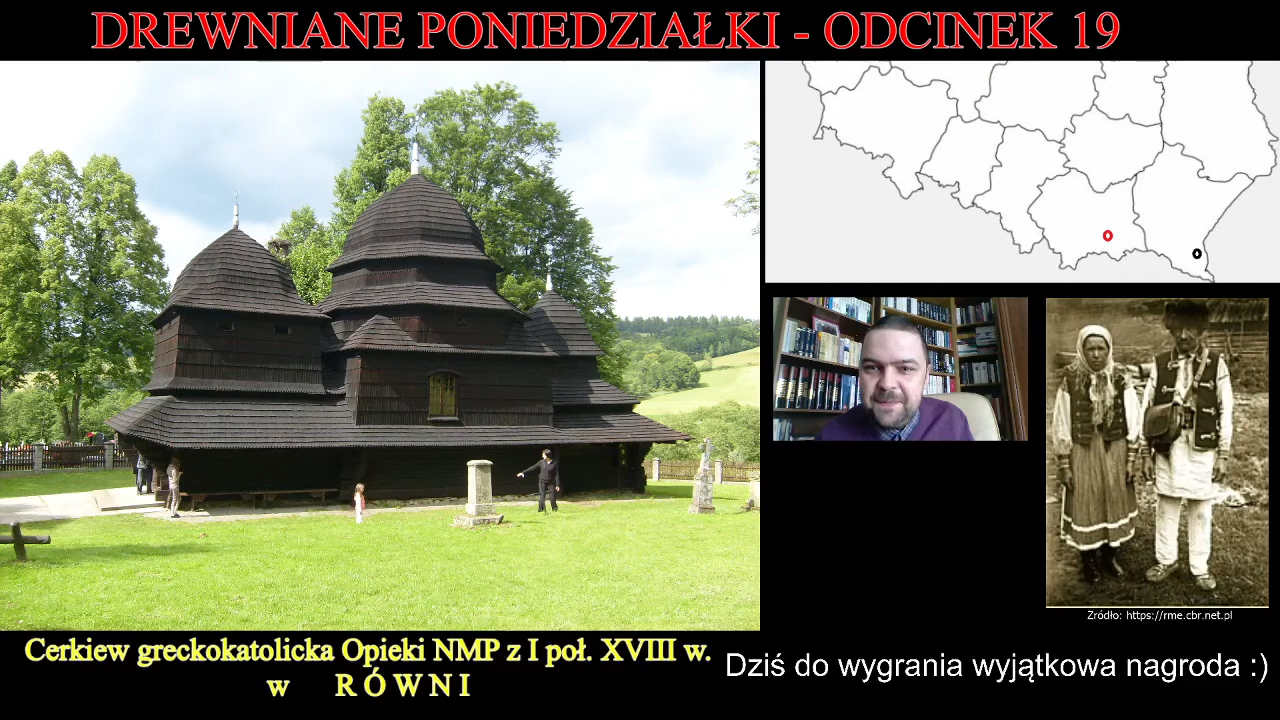 DREWNIANE PONIEDZIAŁKI - ODCINEK 19
Źródło: https://rme.cbr.net.pl
Cerkiew greckokatolicka Opieki NMP z I poł. XVIII w.
w RÓWNI
Dziś do wygrania wyjątkowa nagroda :)